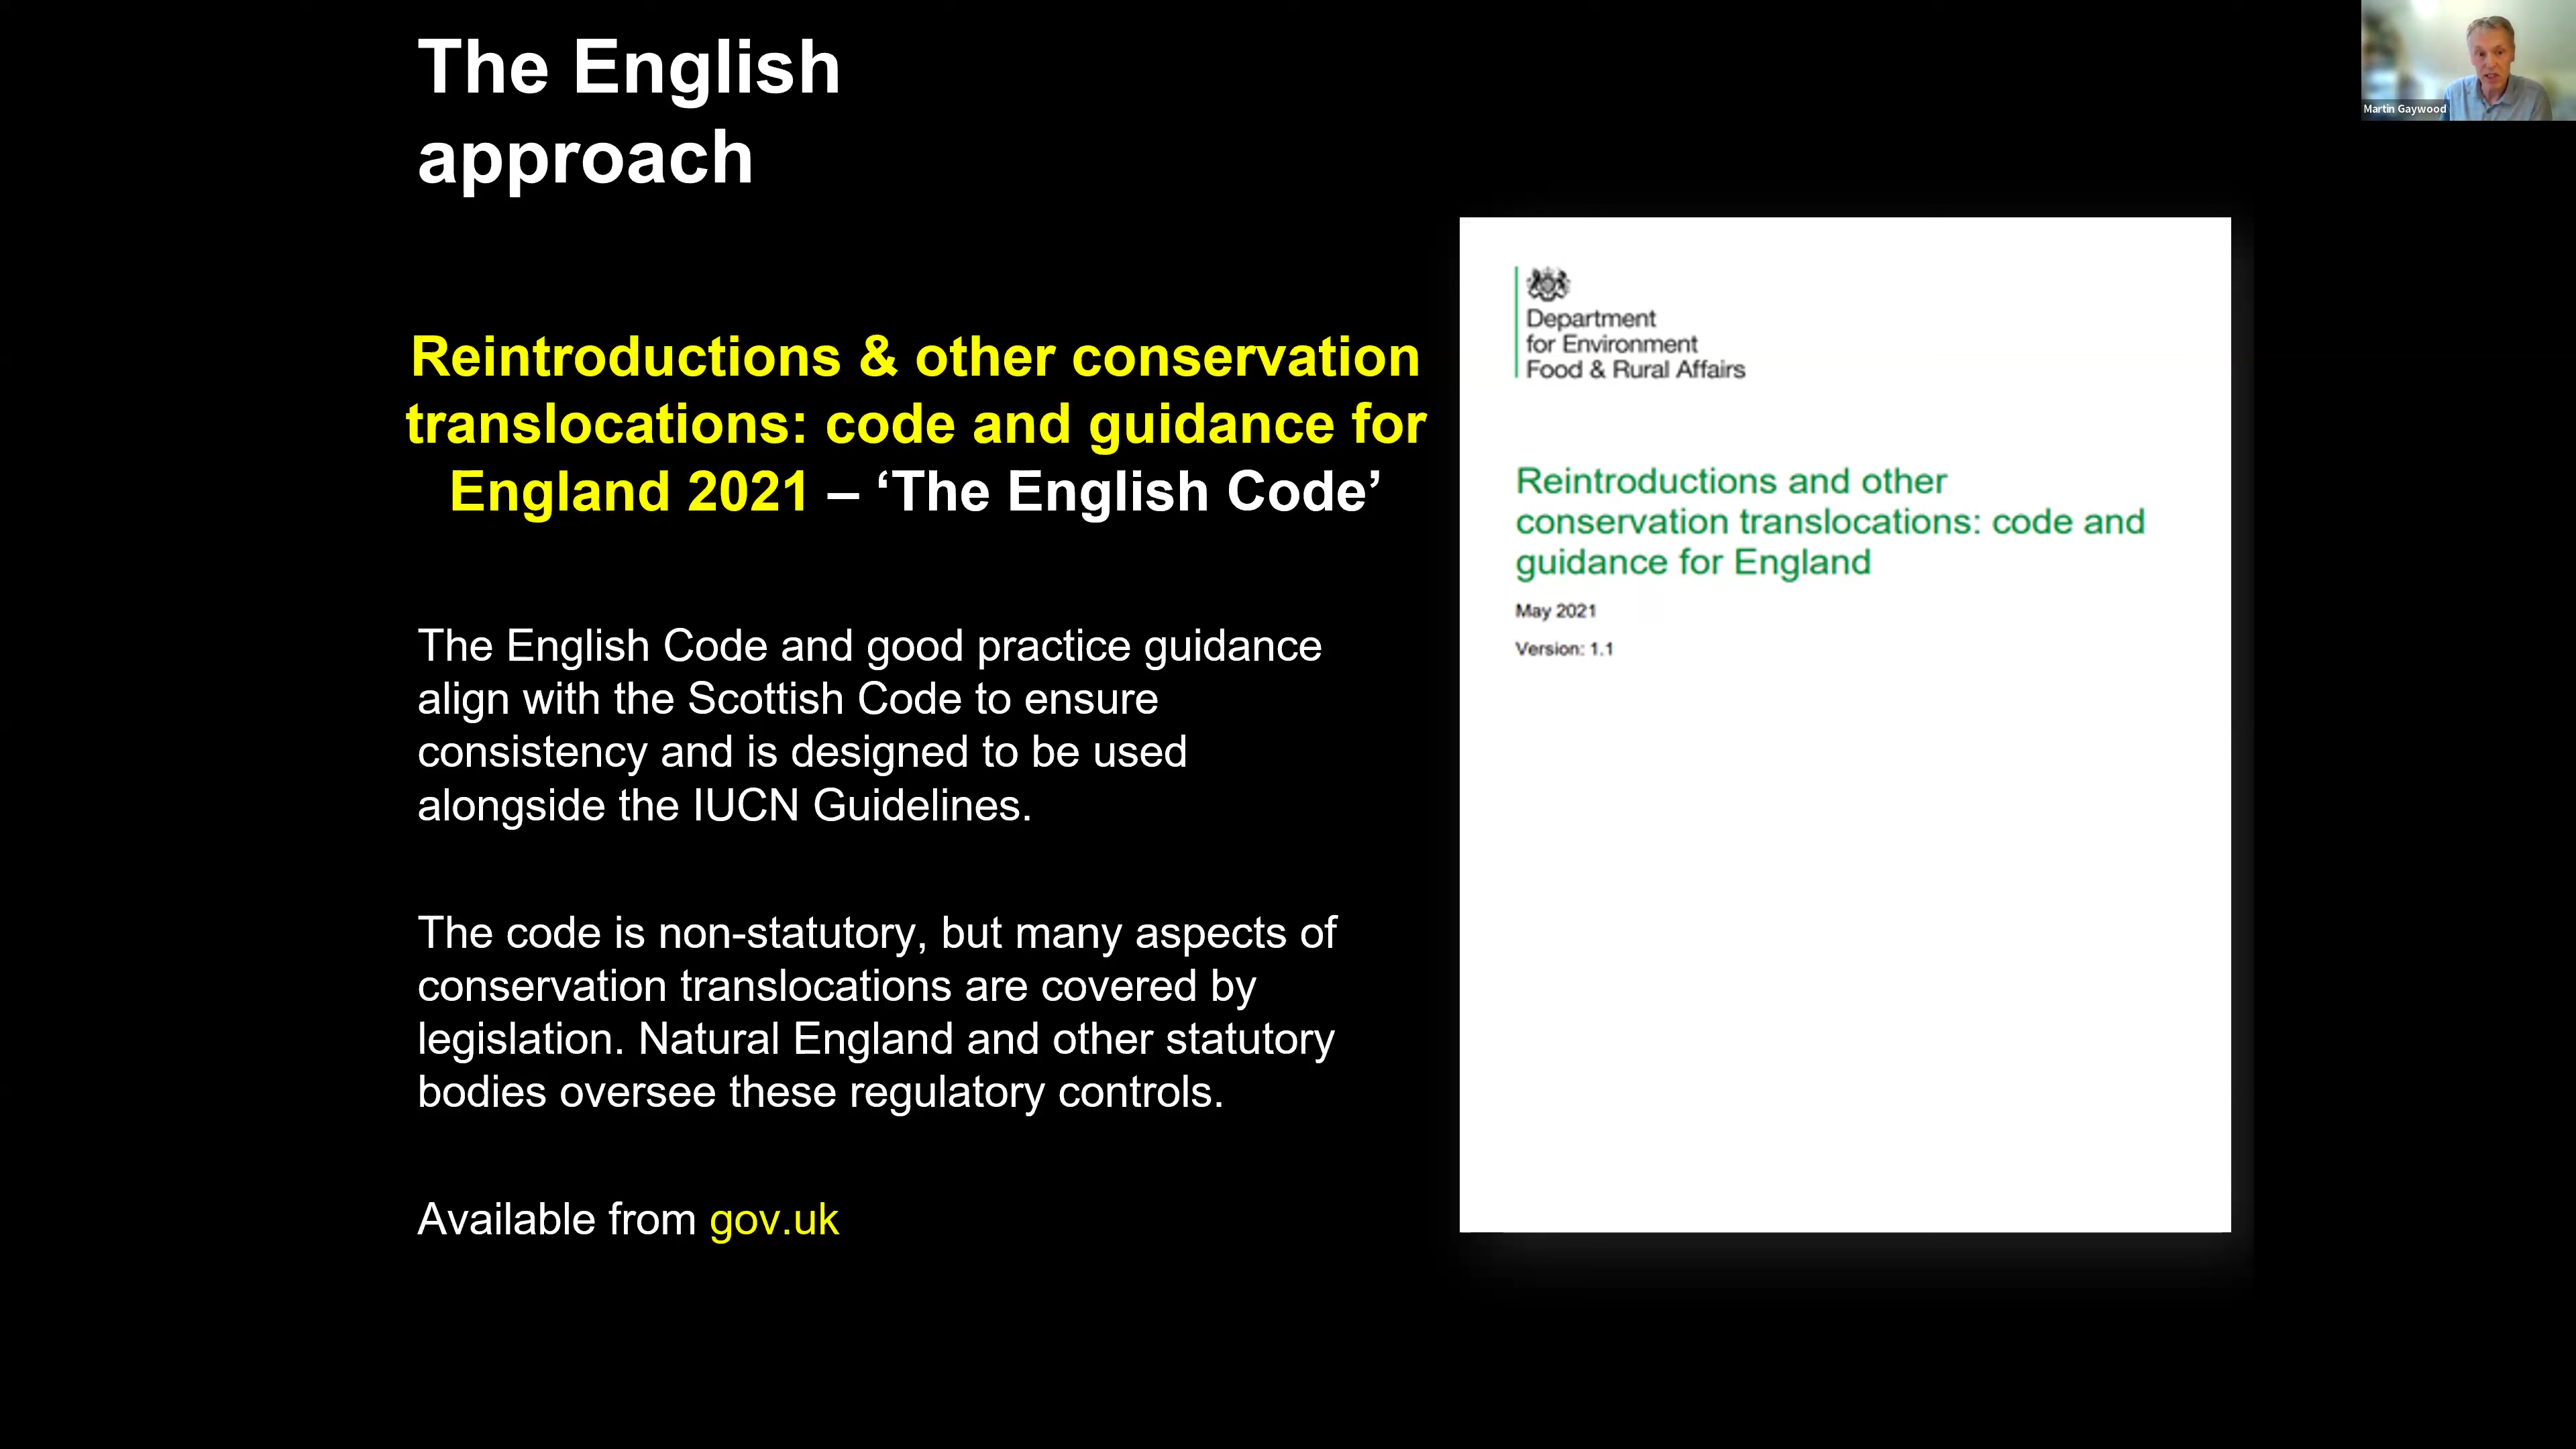 The English
approach
Reintroductions & other conservation
translocations: code and guidance for
England 2021 – ‘The English Code’
The English Code and good practice guidance
align with the Scottish Code to ensure
consistency and is designed to be used
alongside the IUCN Guidelines.
The code is non-statutory, but many aspects of
conservation translocations are covered by
legislation. Natural England and other statutory
bodies oversee these regulatory controls.
Available from gov.uk
Department
for Environment
Food & Rural Affairs
Reintroductions and other
conservation translocations: code and
guidance for England
May 2021
Version: 1.1
Martin Gaywood